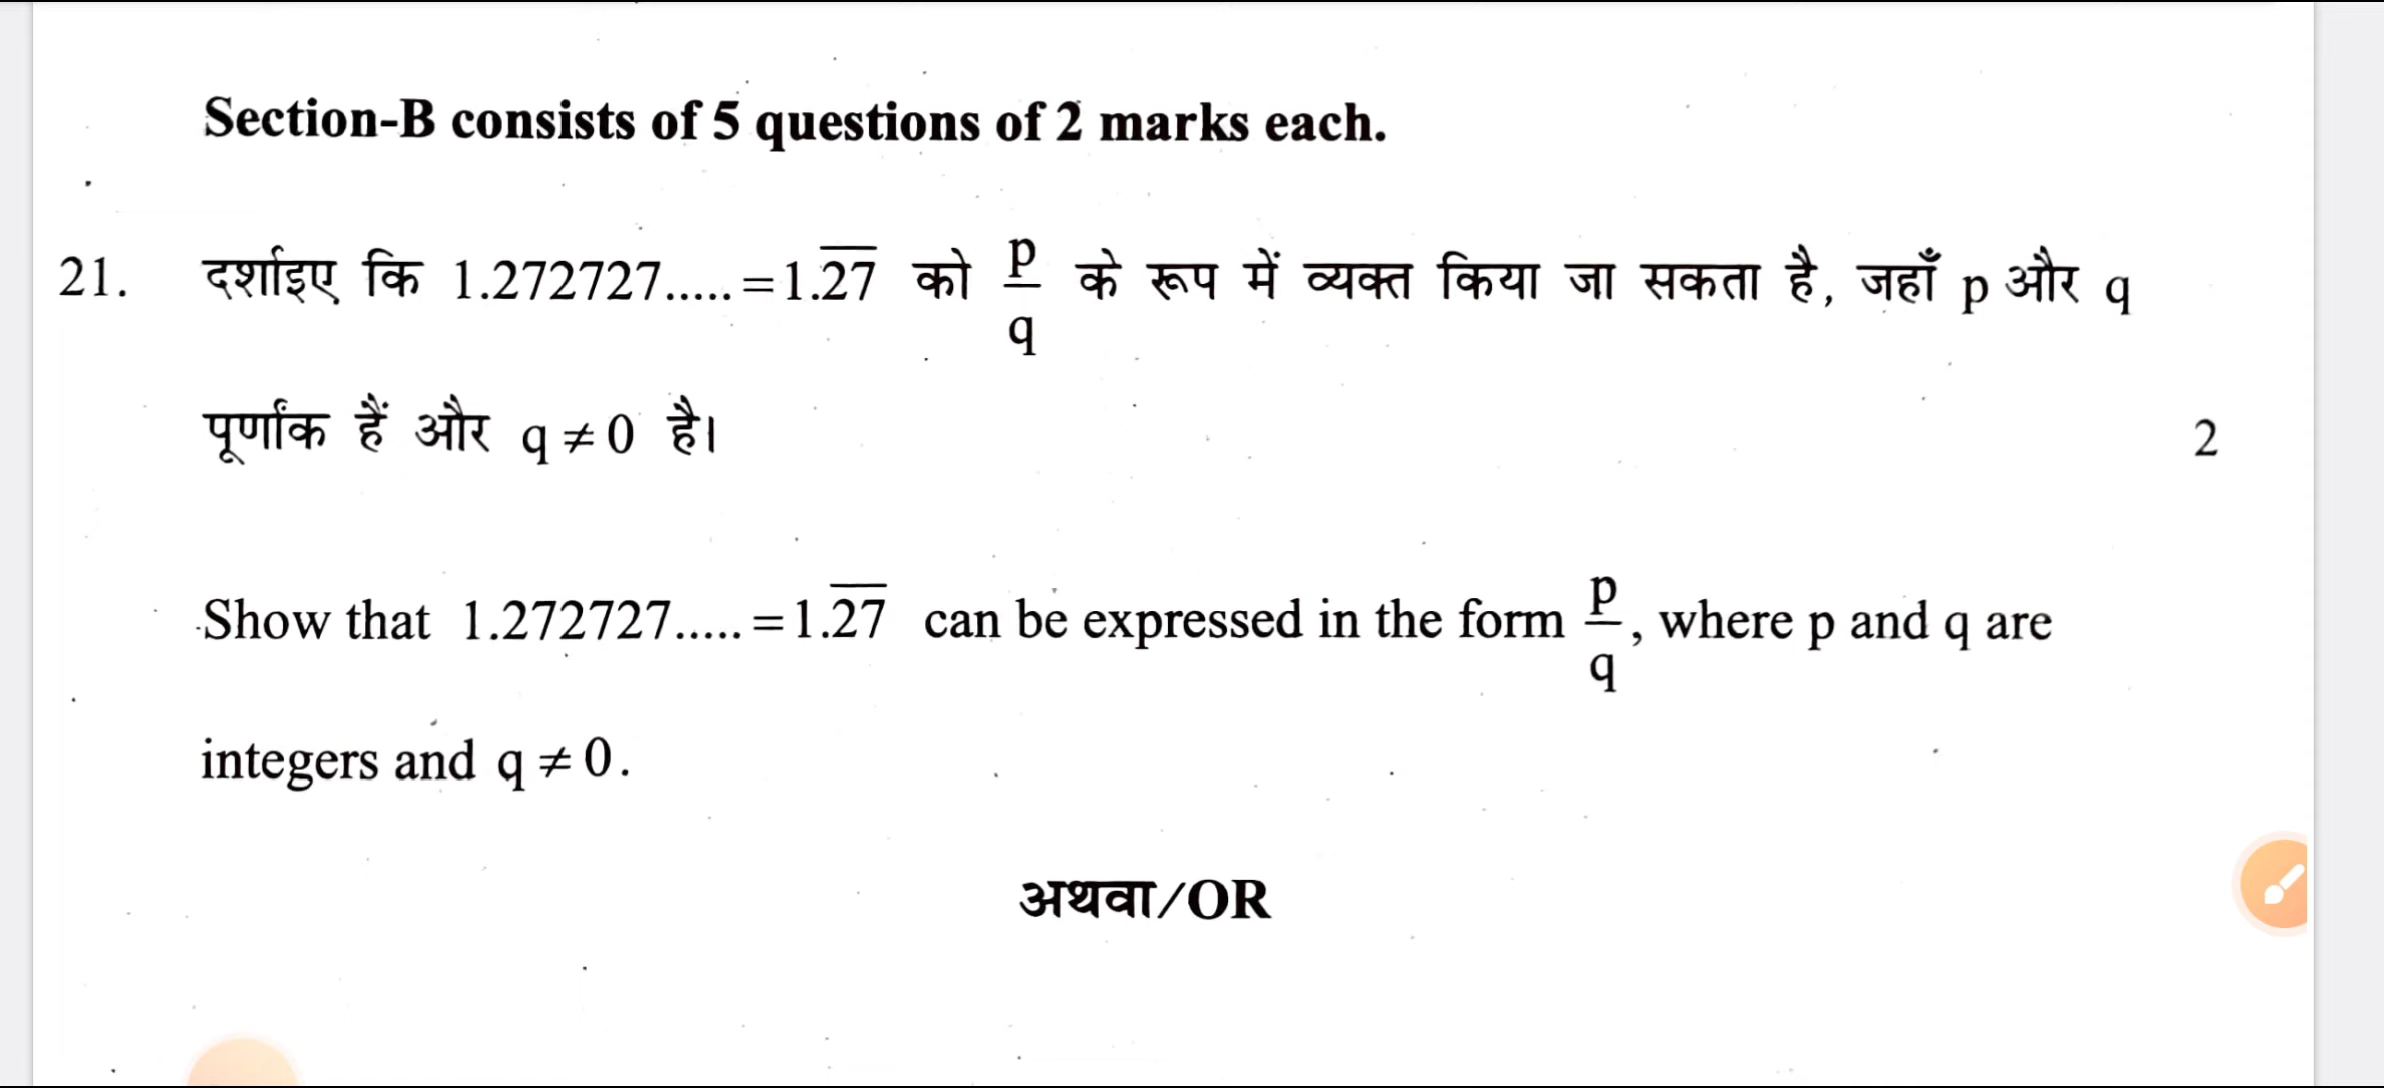 Section-B consists of 5 questions of 2 marks each.
21. दर्शाइए कि 1.272727..... = 1.\overline{27} को p/q के रूप में व्यक्त किया जा सकता है, जहाँ p और q
पूर्णांक हैं और q ≠ 0 है। 2
Show that 1.272727..... = 1.\overline{27} can be expressed in the form p/q, where p and q are
integers and q ≠ 0.
अथवा/OR